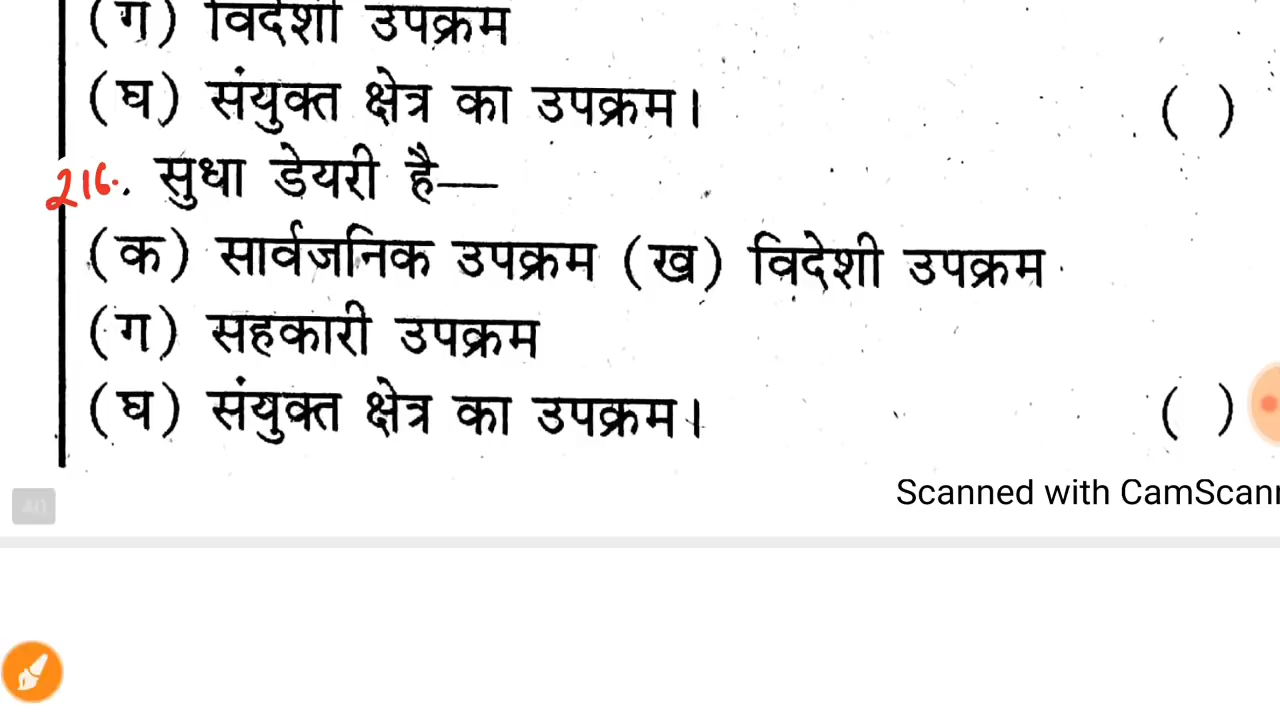 (ग) विदेशी उपक्रम
(घ) संयुक्त क्षेत्र का उपक्रम। ( )
216. सुधा डेयरी है—
(क) सार्वजनिक उपक्रम (ख) विदेशी उपक्रम
(ग) सहकारी उपक्रम
(घ) संयुक्त क्षेत्र का उपक्रम। ( )
Scanned with CamScann